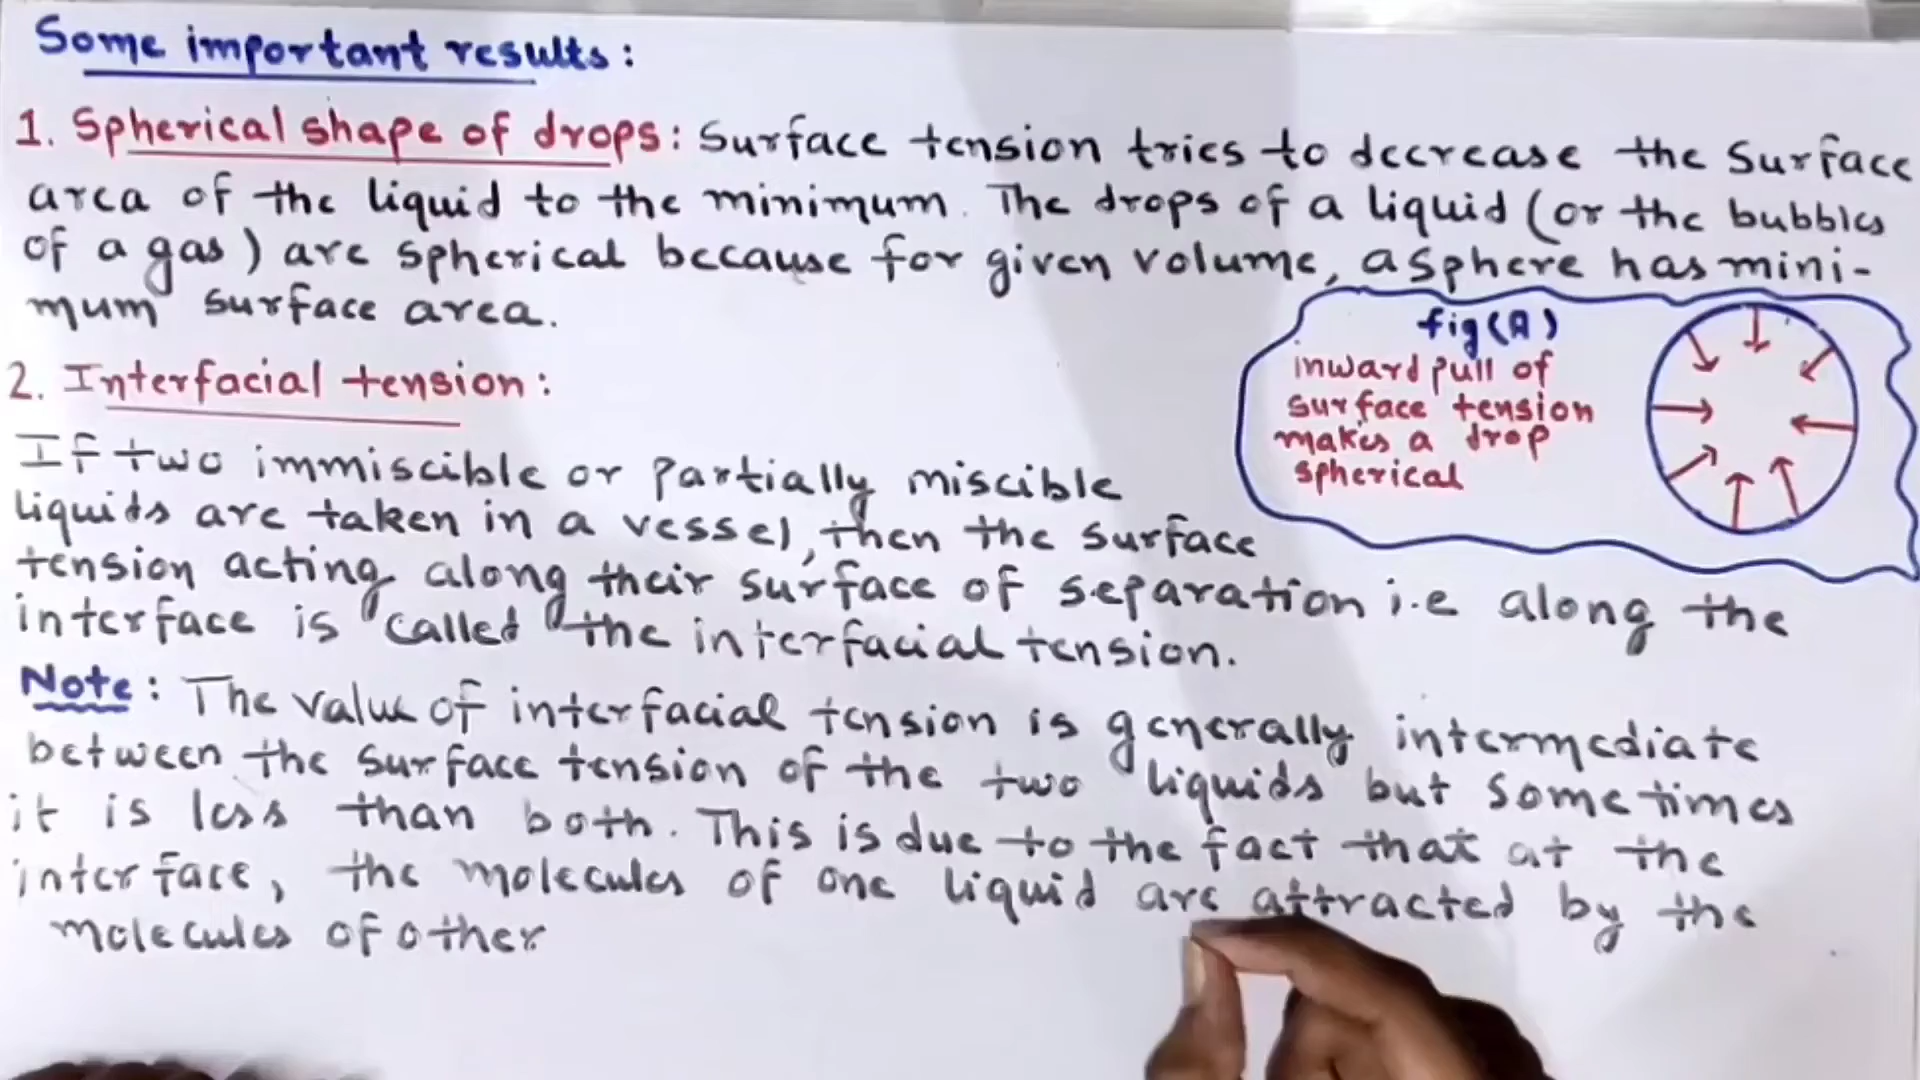 Some important results:
1. Spherical shape of drops: Surface tension tries to decrease the surface
area of the liquid to the minimum. The drops of a liquid (or the bubbles
of a gas) are spherical because for given volume, a sphere has mini-
mum surface area.
fig(A)
inward pull of
surface tension
makes a drop
spherical
2. Interfacial tension:
If two immiscible or partially miscible
liquids are taken in a vessel, then the surface
tension acting along their surface of separation i.e along the
interface is called the interfacial tension.
Note: The value of interfacial tension is generally intermediate
between the surface tension of the two liquids but sometimes
it is less than both. This is due to the fact that at the
interface, the molecules of one liquid are attracted by the
molecules of other